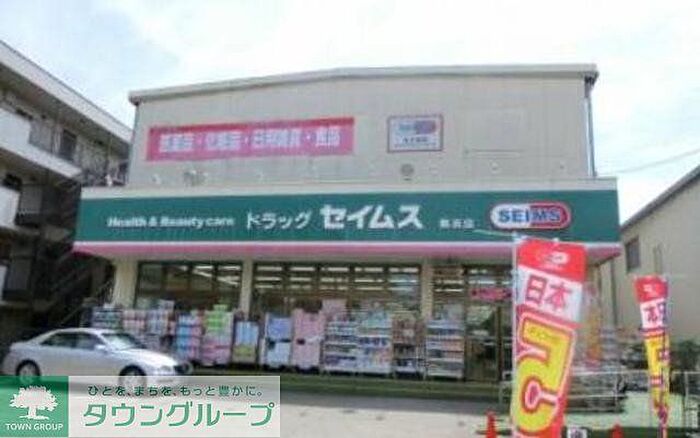 医薬品・化粧品・日用雑貨・食品
Health & Beauty care ドラッグ セイムス
SEIMS
日本
日本
TOWN GROUP
ひと を、まち を、もっと 豊か に。
タウングループ